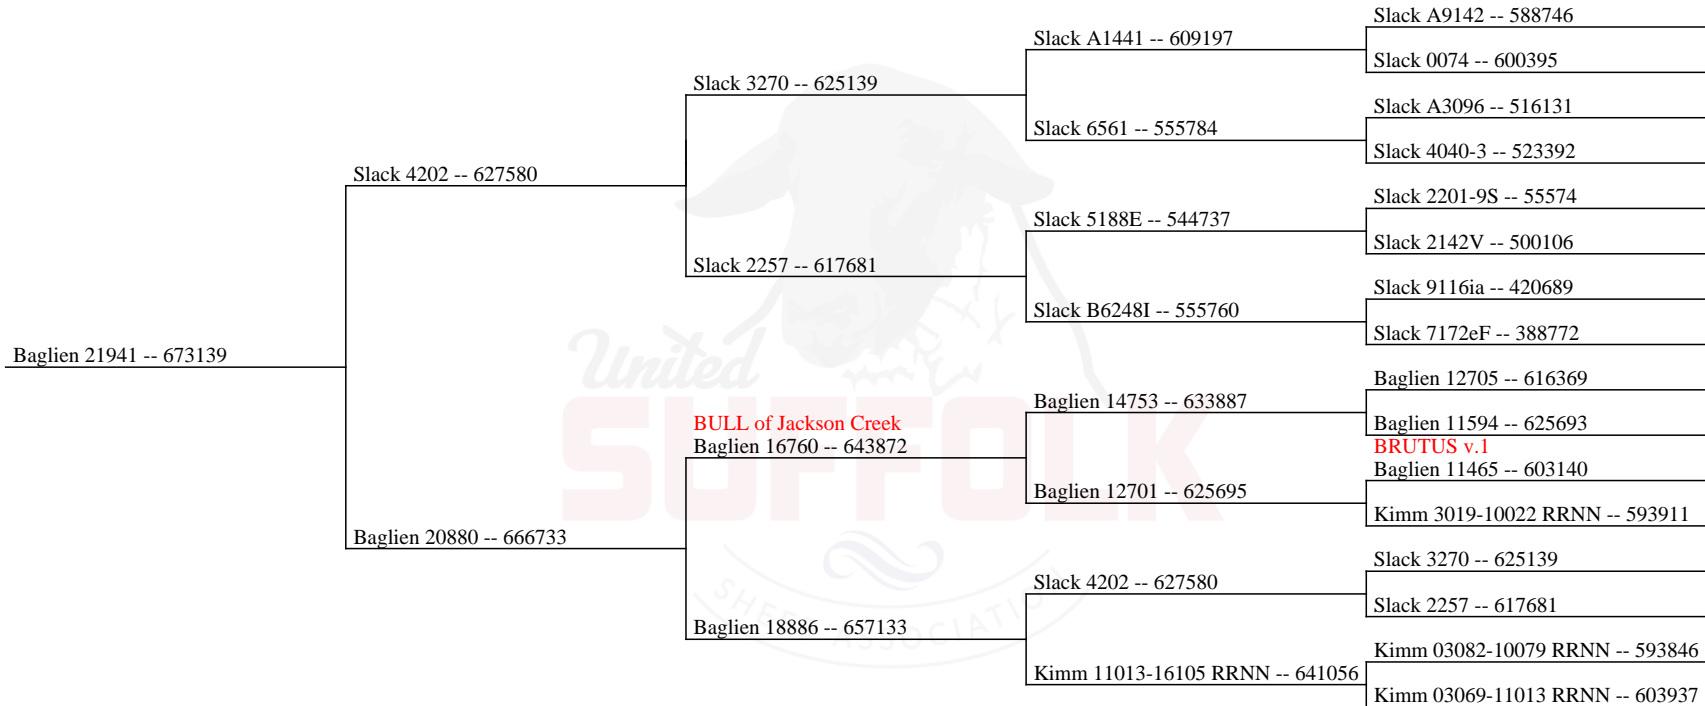 Slack A9142 -- 588746
Slack A1441 -- 609197
Slack 0074 -- 600395
Slack 3270 -- 625139
Slack A3096 -- 516131
Slack 6561 -- 555784
Slack 4040-3 -- 523392
Slack 4202 -- 627580
Slack 2201-9S -- 55574
Slack 5188E -- 544737
Slack 2142V -- 500106
Slack 2257 -- 617681
Slack 9116ia -- 420689
Slack B6248I -- 555760
Slack 7172eF -- 388772
Baglien 21941 -- 673139
Baglien 12705 -- 616369
Baglien 14753 -- 633887
Baglien 11594 -- 625693
BULL of Jackson Creek
Baglien 16760 -- 643872
BRUTUS v.1
Baglien 11465 -- 603140
Baglien 12701 -- 625695
Kimm 3019-10022 RRNN -- 593911
Baglien 20880 -- 666733
Slack 3270 -- 625139
Slack 4202 -- 627580
Slack 2257 -- 617681
Baglien 18886 -- 657133
Kimm 03082-10079 RRNN -- 593846
Kimm 11013-16105 RRNN -- 641056
Kimm 03069-11013 RRNN -- 603937
United
SUFFOLK
SHEEP ASSOCIATION